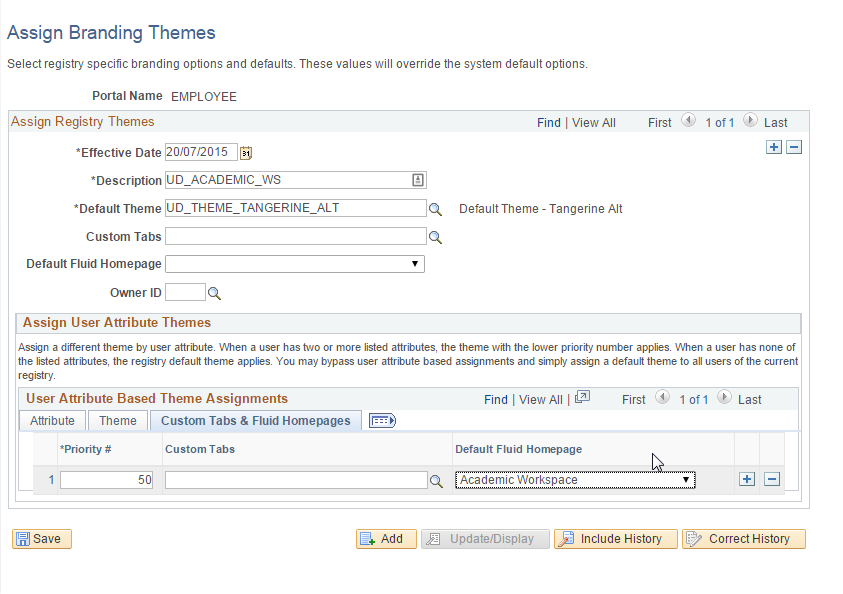 Assign Branding Themes
Select registry specific branding options and defaults. These values will override the system default options.
Portal Name EMPLOYEE
Assign Registry Themes Find | View All First 1 of 1 Last
*Effective Date 20/07/2015 31
*Description UD_ACADEMIC_WS
*Default Theme UD_THEME_TANGERINE_ALT Default Theme - Tangerine Alt
Custom Tabs
Default Fluid Homepage
Owner ID
Assign User Attribute Themes
Assign a different theme by user attribute. When a user has two or more listed attributes, the theme with the lower priority number applies. When a user has none of
the listed attributes, the registry default theme applies. You may bypass user attribute based assignments and simply assign a default theme to all users of the current
registry.
User Attribute Based Theme Assignments Find | View All | First 1 of 1 Last
Attribute Theme Custom Tabs & Fluid Homepages
*Priority # Custom Tabs Default Fluid Homepage
1 50 Academic Workspace
Save Add Update/Display Include History Correct History